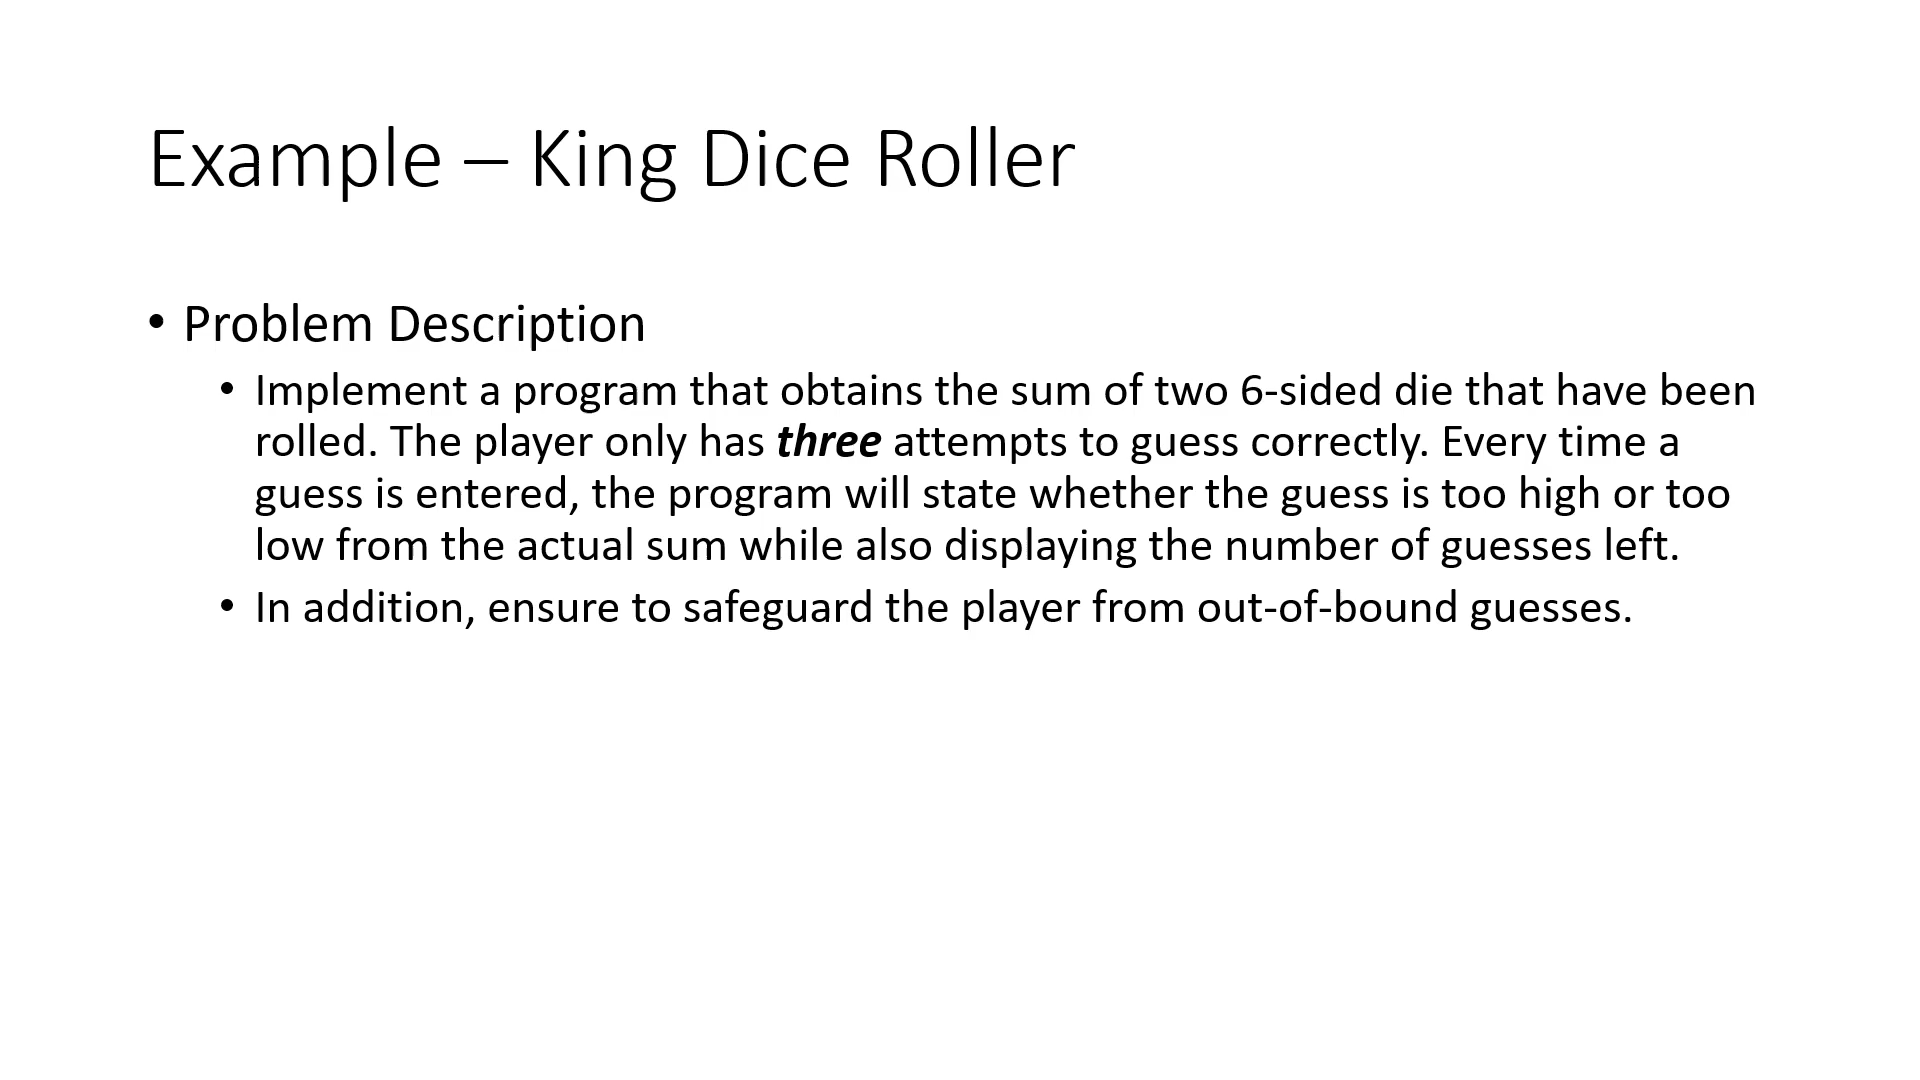 Example – King Dice Roller
• Problem Description
• Implement a program that obtains the sum of two 6-sided die that have been
rolled. The player only has three attempts to guess correctly. Every time a
guess is entered, the program will state whether the guess is too high or too
low from the actual sum while also displaying the number of guesses left.
• In addition, ensure to safeguard the player from out-of-bound guesses.